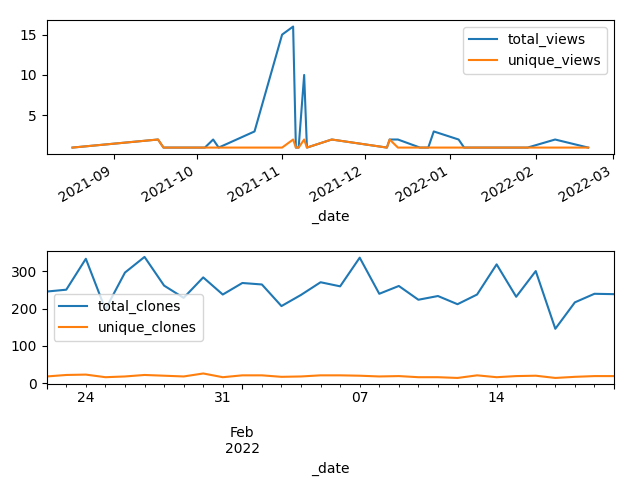 15
10
5
total_views
unique_views
2021-09
2021-10
2021-11
2021-12
2022-01
2022-02
2022-03
_date
300
200
100
0
total_clones
unique_clones
24
31
07
14
Feb
2022
_date